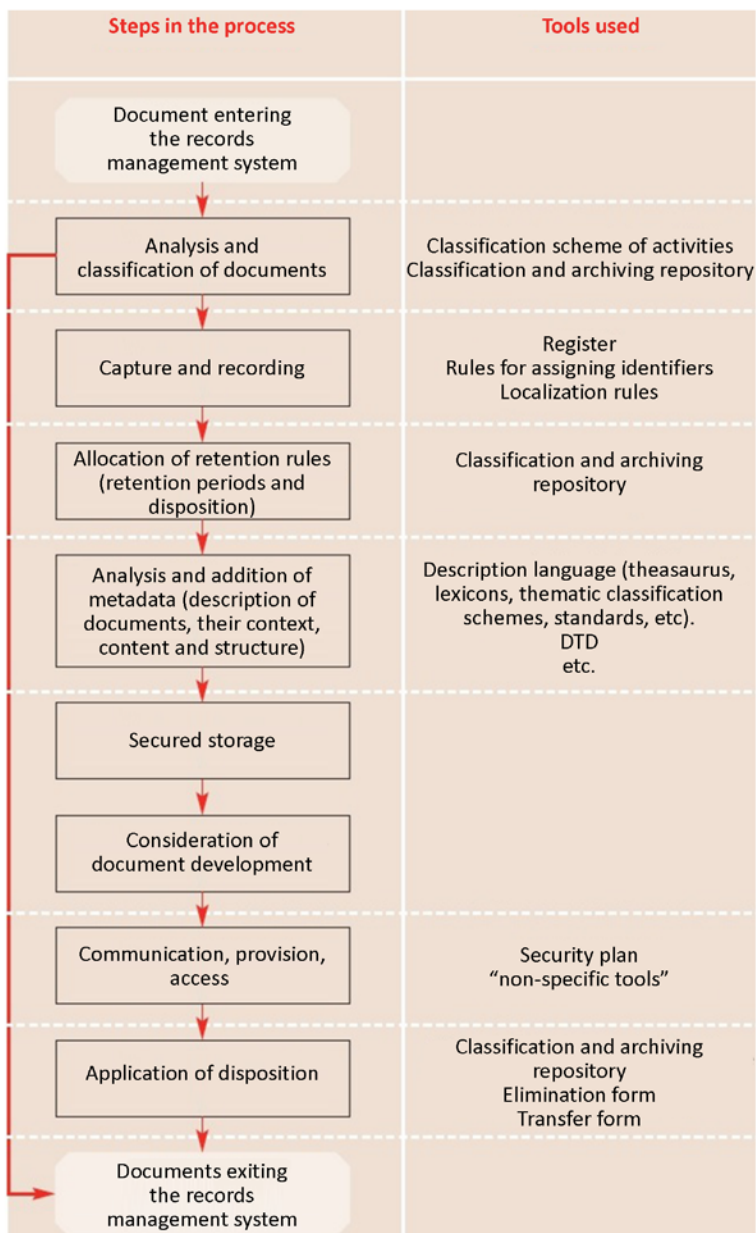 Steps in the process
Tools used
Document entering
the records
management system
Analysis and
classification of documents
Classification scheme of activities
Classification and archiving repository
Capture and recording
Register
Rules for assigning identifiers
Localization rules
Allocation of retention rules
(retention periods and
disposition)
Classification and archiving
repository
Analysis and addition of
metadata (description of
documents, their context,
content and structure)
Description language (theasaurus,
lexicons, thematic classification
schemes, standards, etc).
DTD
etc.
Secured storage
Consideration of
document development
Communication, provision,
access
Security plan
“non-specific tools”
Application of disposition
Classification and archiving
repository
Elimination form
Transfer form
Documents exiting
the records
management system